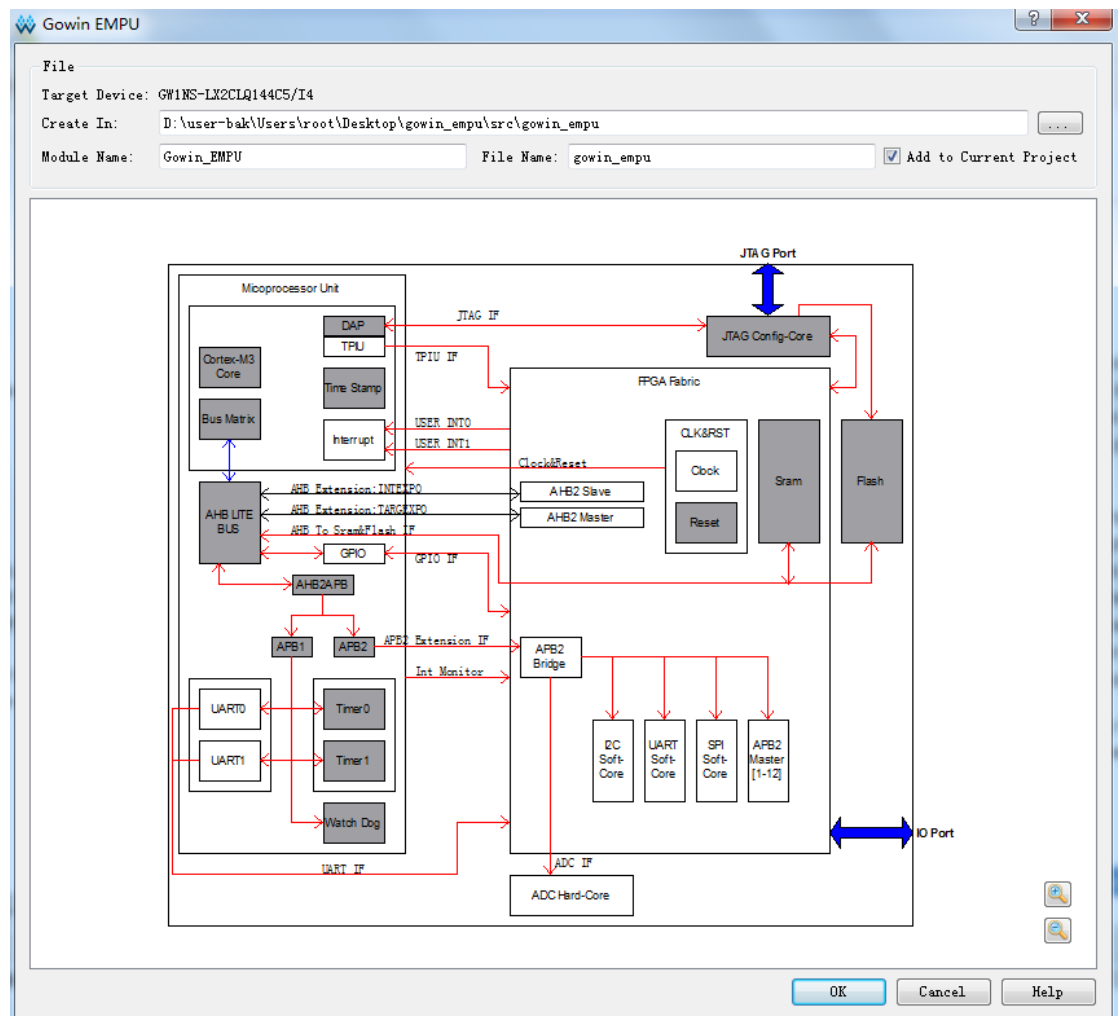 Gowin EMPU
File
Target Device: GW1NS-LX2CLQ144C5/I4
Create In: D:\user-bak\Users\root\Desktop\gowin_empu\src\gowin_empu ...
Module Name: Gowin_EMPU File Name: gowin_empu Add to Current Project
JTAG Port
Micoprocessor Unit
DAP
TPIU
JTAG IF
JTAG Config-Core
TPIU IF
Cortex-M3
Core
Time Stamp
FPGA Fabric
Bus Matrix
Interrupt
USER INT0
USER INT1
CLK&RST
Clock
Reset
Sram
Flash
Clock&Reset
AHB LITE
BUS
AHB Extension:INTEXPO
AHB2 Slave
AHB Extension:TARGEXPO
AHB2 Master
AHB To Sram&Flash IF
GPIO
GPIO IF
AHB2APB
APB1
APB2
APB2 Extension IF
APB2
Bridge
Int Monitor
UART0
Timer0
UART1
Timer1
I2C
Soft-
Core
UART
Soft-
Core
SPI
Soft-
Core
APB2
Master
[1-12]
Watch Dog
IO Port
UART IF
ADC IF
ADC Hard-Core
OK
Cancel
Help